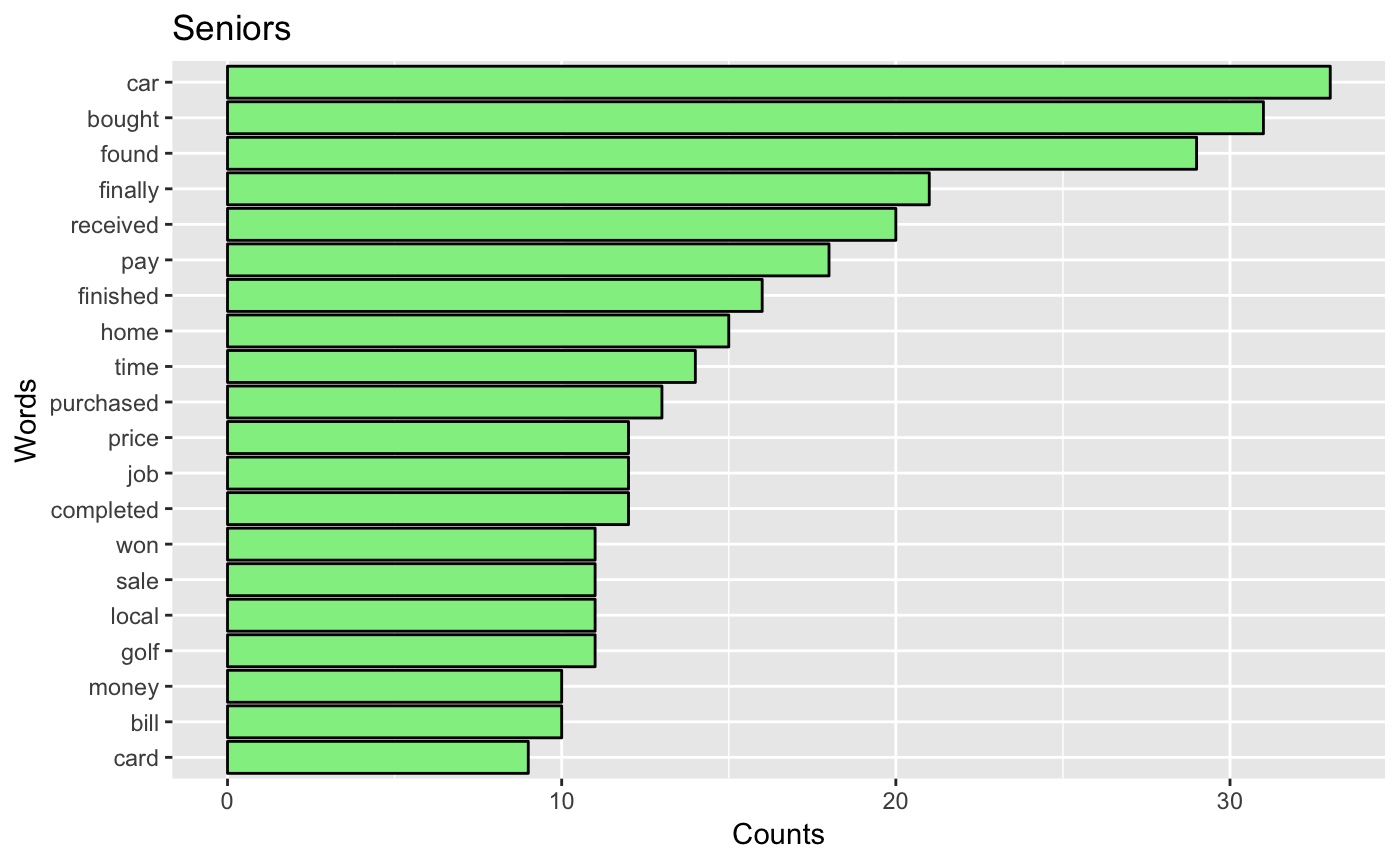 Seniors
car
bought
found
finally
received
pay
finished
home
time
purchased
price
job
completed
won
sale
local
golf
money
bill
card
Words
0 10 20 30
Counts